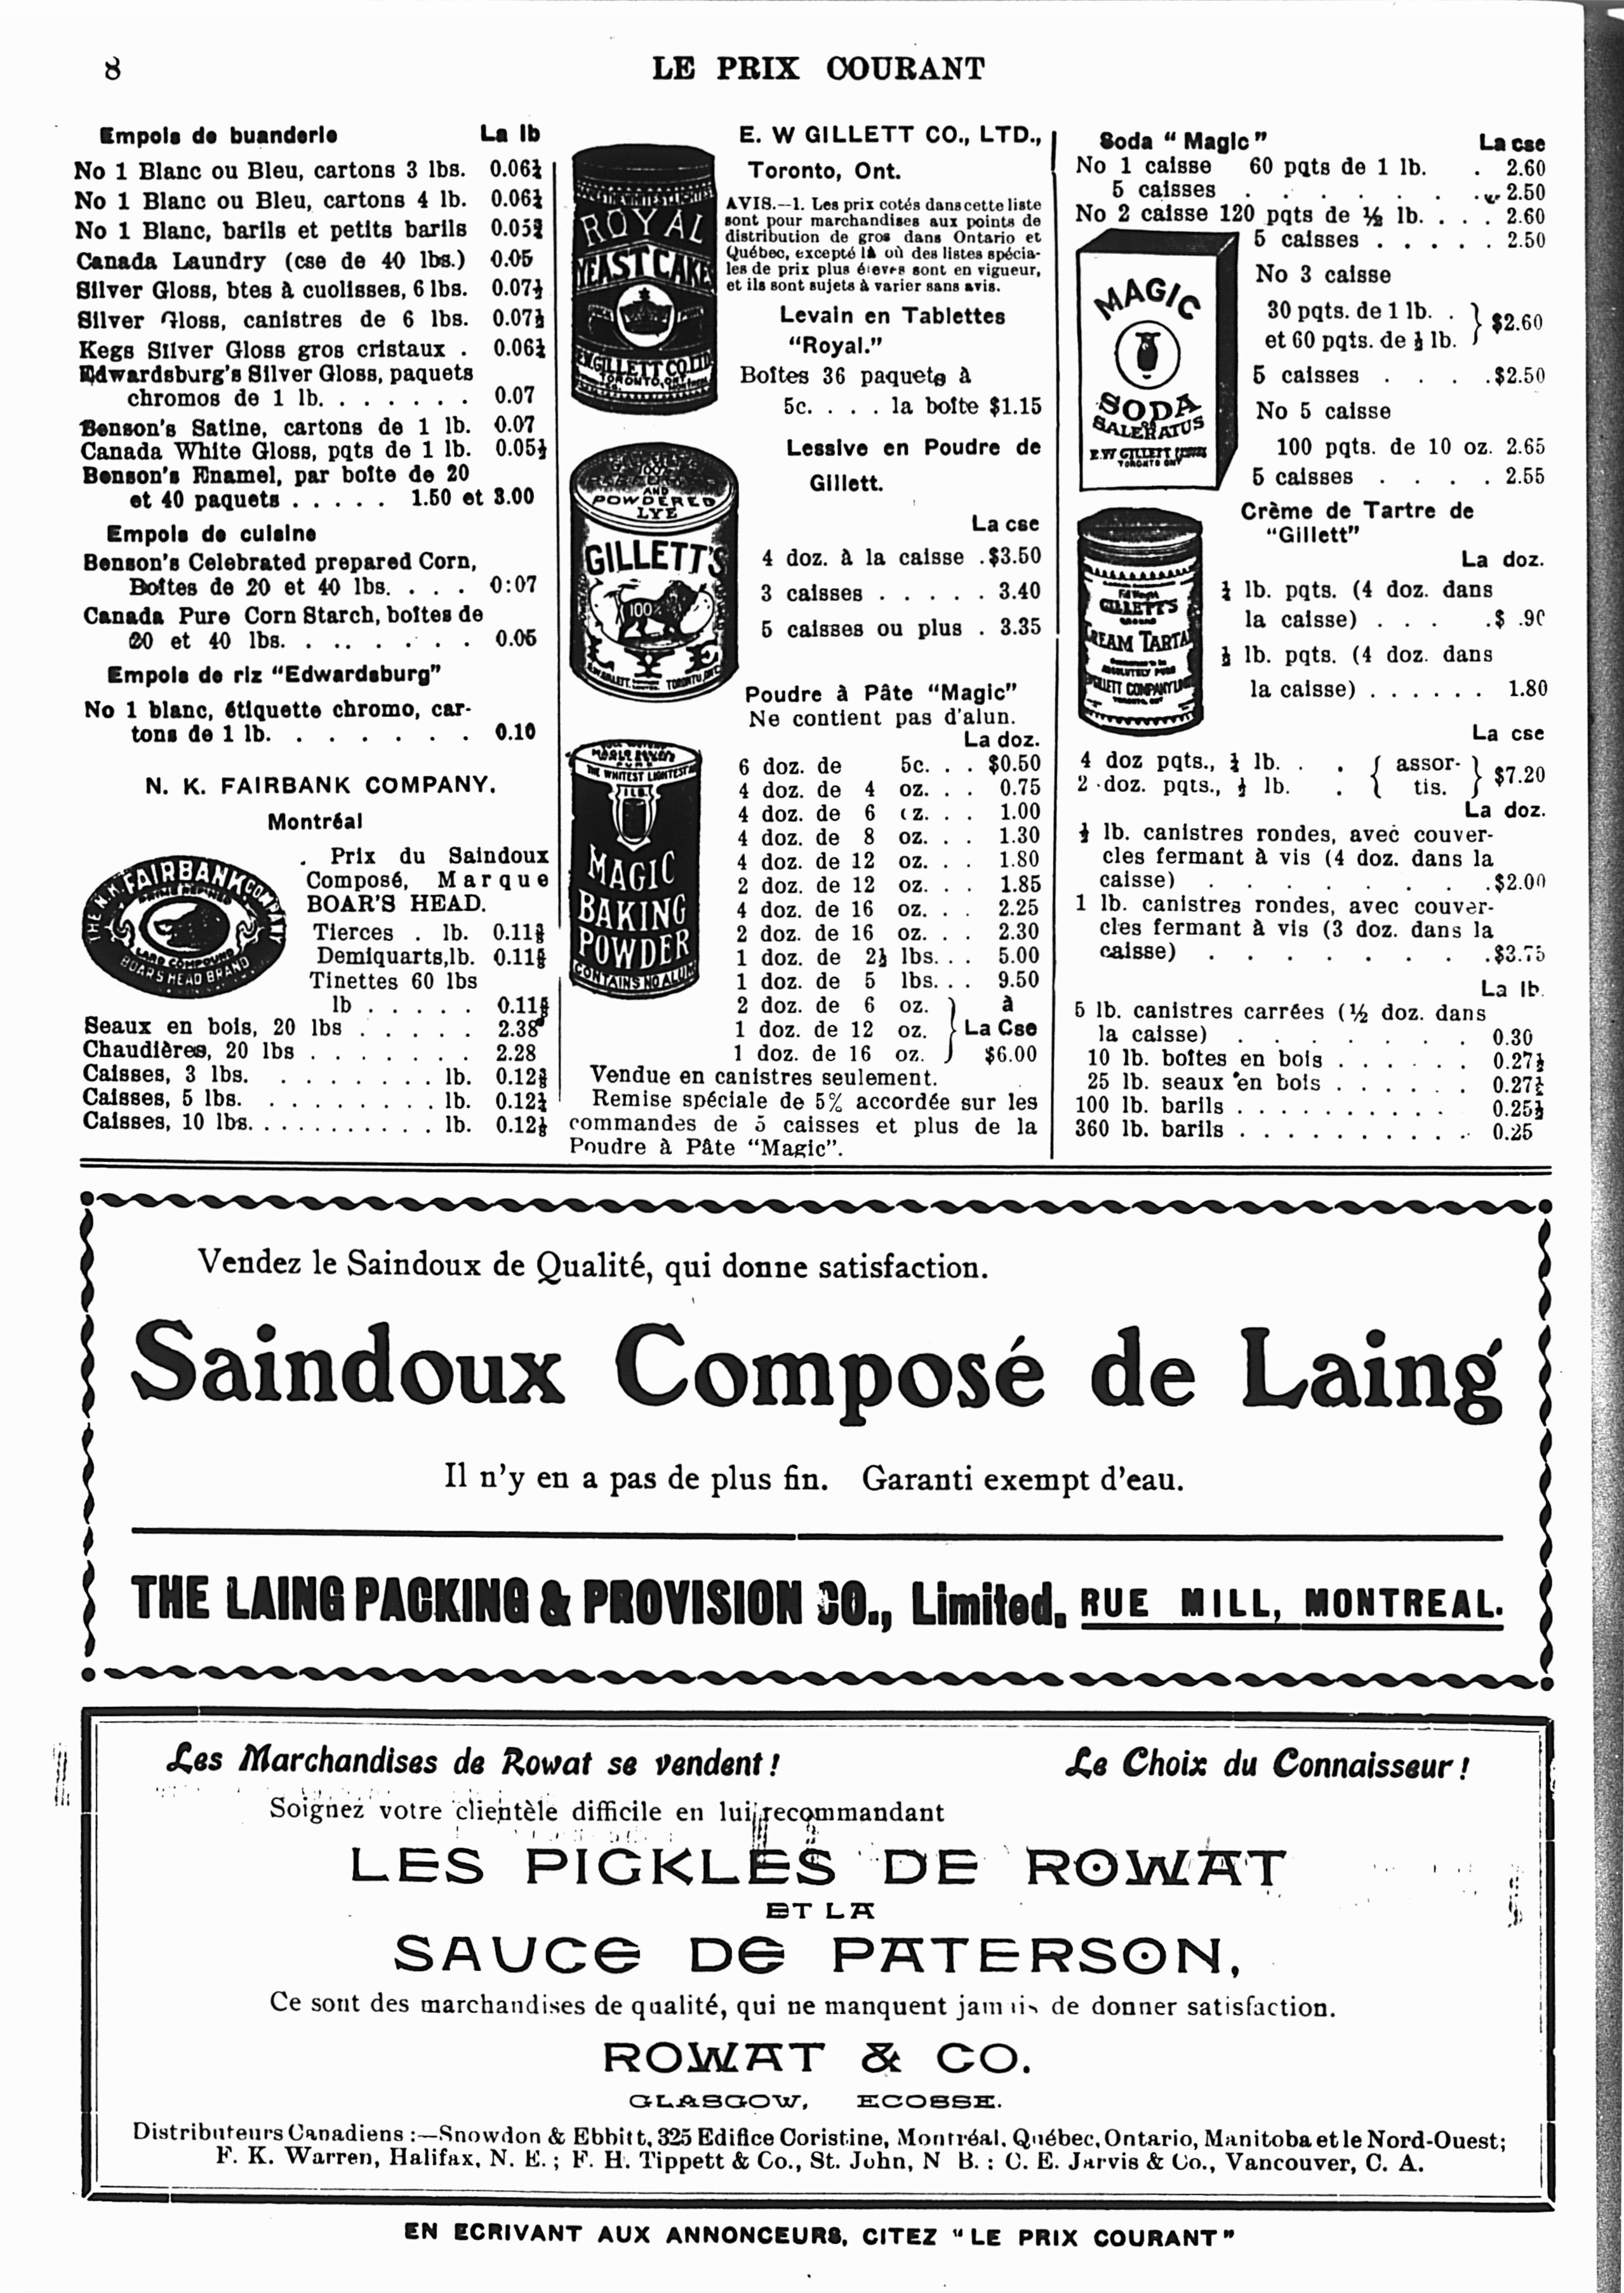 8
LE PRIX COURANT
Empois de buanderie La lb
No 1 Blanc ou Bleu, cartons 3 lbs. 0.06¼
No 1 Blanc ou Bleu, cartons 4 lb. 0.06¼
No 1 Blanc, barils et petits barils 0.05¾
Canada Laundry (cse de 40 lbs.) 0.05
Silver Gloss, btes à cuolisses, 6 lbs. 0.07½
Silver Gloss, canistres de 6 lbs. 0.07½
Kegs Silver Gloss gros cristaux . 0.06¼
Edwardsburg's Silver Gloss, paquets
chromos de 1 lb. . . . . . . 0.07
Benson's Satine, cartons de 1 lb. 0.07
Canada White Gloss, pqts de 1 lb. 0.05½
Benson's Enamel, par boîte de 20
et 40 paquets . . . . . 1.50 et 3.00
Empois de cuisine
Benson's Celebrated prepared Corn,
Boîtes de 20 et 40 lbs. . . . 0:07
Canada Pure Corn Starch, boîtes de
20 et 40 lbs. . . . . . . . 0.05
Empois de riz "Edwardsburg"
No 1 blanc, étiquette chromo, car-
tons de 1 lb. . . . . . . . 0.10
N. K. FAIRBANK COMPANY.
Montréal
THE N. K. FAIRBANK COMPANY
LARD COMPOUND
BOAR'S HEAD BRAND
Prix du Saindoux
Composé, Marque
BOAR'S HEAD.
Tierces . lb. 0.11⅜
Demiquarts, lb. 0.11⅝
Tinettes 60 lbs
lb . . . . . 0.11⅝
Seaux en bois, 20 lbs . . . . . 2.38
Chaudières, 20 lbs . . . . . . . 2.28
Caisses, 3 lbs. . . . . . . . . lb. 0.12⅜
Caisses, 5 lbs. . . . . . . . . lb. 0.12¼
Caisses, 10 lbs. . . . . . . . . . lb. 0.12⅛
ROYAL
YEAST CAKES
E.W. GILLETT CO. LTD.
TORONTO, ONT.
E. W GILLETT CO., LTD.,
Toronto, Ont.
AVIS.—1. Les prix cotés dans cette liste
sont pour marchandises aux points de
distribution de gros dans Ontario et
Québec, excepté là où des listes spécia-
les de prix plus élevés sont en vigueur,
et ils sont sujets à varier sans avis.
Levain en Tablettes
"Royal."
Boîtes 36 paquets à
5c. . . . la boîte $1.15
POWDERED
LYE
GILLETT'S
100
LYE
Lessive en Poudre de
Gillett.
La cse
4 doz. à la caisse . $3.50
3 caisses . . . . . 3.40
5 caisses ou plus . 3.35
THE WHITEST LIGHTEST
MAGIC
BAKING
POWDER
CONTAINS NO ALUM
Poudre à Pâte "Magic"
Ne contient pas d'alun.
La doz.
6 doz. de 5c. . . $0.50
4 doz. de 4 oz. . . 0.75
4 doz. de 6 oz. . . 1.00
4 doz. de 8 oz. . . 1.30
4 doz. de 12 oz. . . 1.80
2 doz. de 12 oz. . . 1.85
4 doz. de 16 oz. . . 2.25
2 doz. de 16 oz. . . 2.30
1 doz. de 2½ lbs. . . 5.00
1 doz. de 5 lbs. . . 9.50
2 doz. de 6 oz. } à
1 doz. de 12 oz. } La Cse
1 doz. de 16 oz. } $6.00
Vendue en canistres seulement.
Remise spéciale de 5% accordée sur les
commandes de 5 caisses et plus de la
Poudre à Pâte "Magic".
Soda "Magic" La cse
No 1 caisse 60 pqts de 1 lb. . 2.60
5 caisses . . . . . . . 2.50
No 2 caisse 120 pqts de ½ lb. . . . 2.60
5 caisses . . . . . 2.50
MAGIC
SODA
SALERATUS
E.W. GILLETT
TORONTO ONT
No 3 caisse
30 pqts. de 1 lb. . } $2.60
et 60 pqts. de ½ lb. }
5 caisses . . . . $2.50
No 5 caisse
100 pqts. de 10 oz. 2.65
5 caisses . . . . 2.55
GILLETT'S
CREAM TARTAR
ABSOLUTELY PURE
GILLETT COMPANY LIMITED
Crème de Tartre de
"Gillett"
La doz.
¼ lb. pqts. (4 doz. dans
la caisse) . . . . $ .90
½ lb. pqts. (4 doz. dans
la caisse) . . . . . . 1.80
La cse
4 doz pqts., ¼ lb. . . { assor- } $7.20
2 doz. pqts., ½ lb. . { tis. }
La doz.
½ lb. canistres rondes, avec couver-
cles fermant à vis (4 doz. dans la
caisse) . . . . . . . . $2.00
1 lb. canistres rondes, avec couver-
cles fermant à vis (3 doz. dans la
caisse) . . . . . . . . $3.75
La lb.
5 lb. canistres carrées (½ doz. dans
la caisse) . . . . . . . 0.30
10 lb. boîtes en bois . . . . . . 0.27½
25 lb. seaux en bois . . . . . . 0.27½
100 lb. barils . . . . . . . . . . 0.25½
360 lb. barils . . . . . . . . . . 0.25
Vendez le Saindoux de Qualité, qui donne satisfaction.
Saindoux Composé de Laing
Il n'y en a pas de plus fin. Garanti exempt d'eau.
THE LAING PACKING & PROVISION CO., Limited, RUE MILL, MONTREAL.
Les Marchandises de Rowat se vendent ! Le Choix du Connaisseur !
Soignez votre clientèle difficile en lui recommandant
LES PICKLES DE ROWAT
ET LA
SAUCE DE PATERSON,
Ce sont des marchandises de qualité, qui ne manquent jamais de donner satisfaction.
ROWAT & CO.
GLASGOW, ECOSSE.
Distributeurs Canadiens :—Snowdon & Ebbitt, 325 Edifice Coristine, Montréal, Québec, Ontario, Manitoba et le Nord-Ouest;
F. K. Warren, Halifax, N. E. ; F. H. Tippett & Co., St. John, N B. : C. E. Jarvis & Co., Vancouver, C. A.
EN ECRIVANT AUX ANNONCEURS, CITEZ "LE PRIX COURANT"